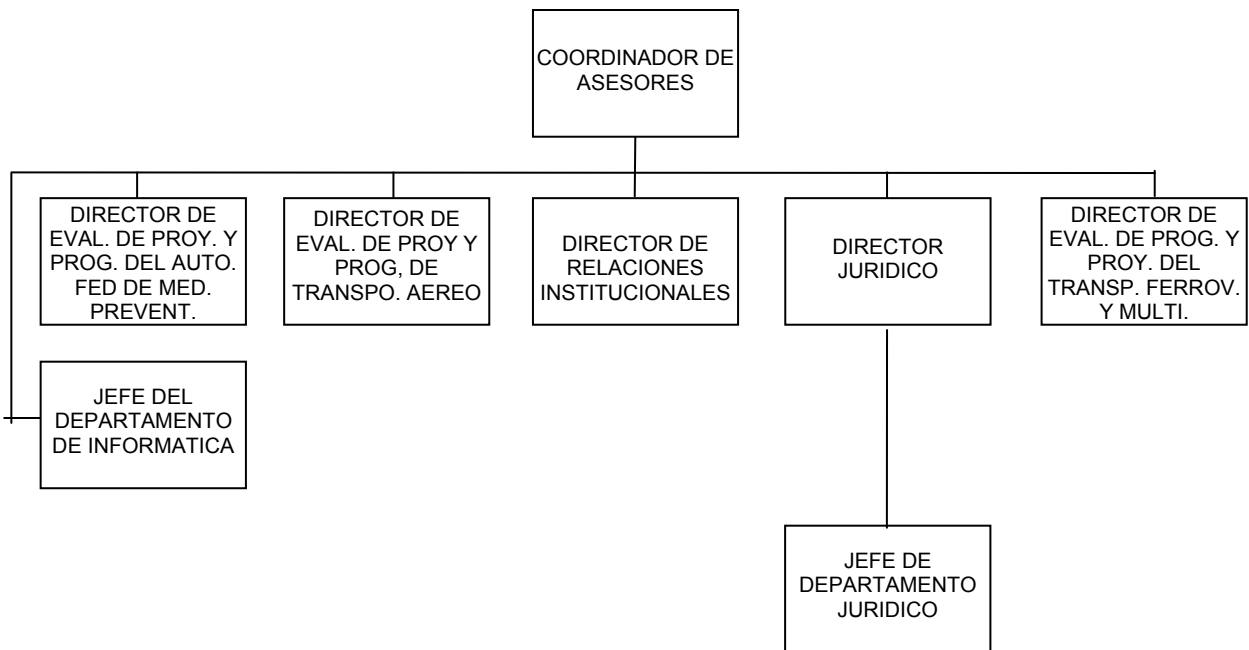 COORDINADOR DE
ASESORES
DIRECTOR DE
EVAL. DE PROY. Y
PROG. DEL AUTO.
FED DE MED.
PREVENT.
DIRECTOR DE
EVAL. DE PROY Y
PROG, DE
TRANSPO. AEREO
DIRECTOR DE
RELACIONES
INSTITUCIONALES
DIRECTOR
JURIDICO
DIRECTOR DE
EVAL. DE PROG. Y
PROY. DEL
TRANSP. FERROV.
Y MULTI.
JEFE DEL
DEPARTAMENTO
DE INFORMATICA
JEFE DE
DEPARTAMENTO
JURIDICO